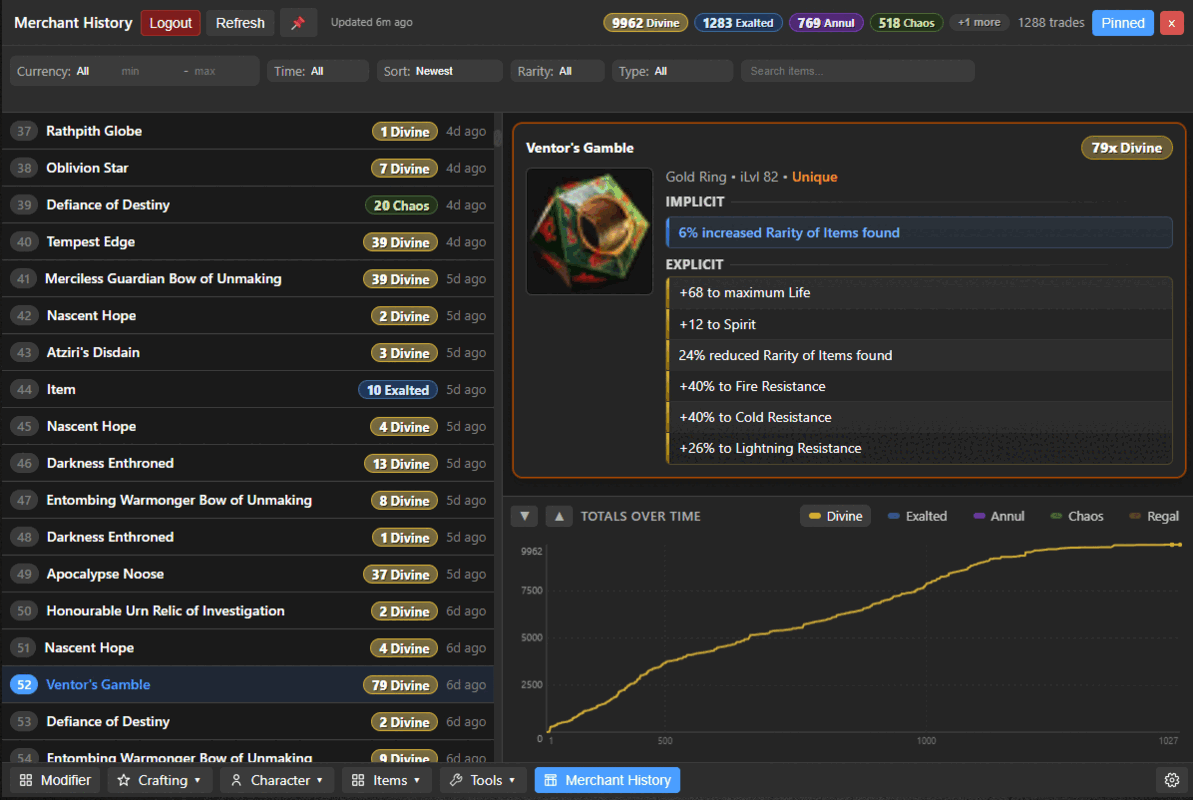 Merchant History Logout Refresh Updated 6m ago 9962 Divine 1283 Exalted 769 Annul 518 Chaos +1 more 1288 trades Pinned x
Currency: All min - max Time: All Sort: Newest Rarity: All Type: All Search items...
37 Rathpith Globe 1 Divine 4d ago
38 Oblivion Star 7 Divine 4d ago
39 Defiance of Destiny 20 Chaos 4d ago
40 Tempest Edge 39 Divine 4d ago
41 Merciless Guardian Bow of Unmaking 39 Divine 5d ago
42 Nascent Hope 2 Divine 5d ago
43 Atziri's Disdain 3 Divine 5d ago
44 Item 10 Exalted 5d ago
45 Nascent Hope 4 Divine 5d ago
46 Darkness Enthroned 13 Divine 5d ago
47 Entombing Warmonger Bow of Unmaking 8 Divine 5d ago
48 Darkness Enthroned 1 Divine 5d ago
49 Apocalypse Noose 37 Divine 5d ago
50 Honourable Urn Relic of Investigation 2 Divine 6d ago
51 Nascent Hope 4 Divine 6d ago
52 Ventor's Gamble 79 Divine 6d ago
53 Defiance of Destiny 2 Divine 6d ago
54 Entombing Warmonger Bow of Unmaking 9 Divine 6d ago
Ventor's Gamble 79x Divine
Gold Ring • iLvl 82 • Unique
IMPLICIT
6% increased Rarity of Items found
EXPLICIT
+68 to maximum Life
+12 to Spirit
24% reduced Rarity of Items found
+40% to Fire Resistance
+40% to Cold Resistance
+26% to Lightning Resistance
▼ ▲ TOTALS OVER TIME Divine Exalted Annul Chaos Regal
9962
7500
5000
2500
0
1 500 1000 1027
Modifier Crafting ▾ Character ▾ Items ▾ Tools ▾ Merchant History